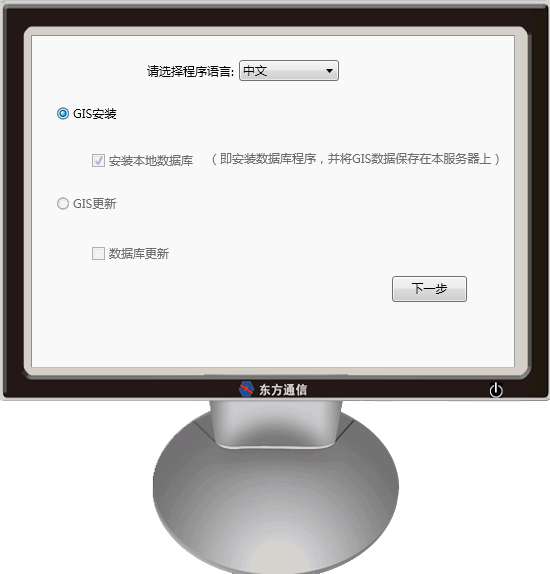 请选择程序语言: 中文
GIS安装
安装本地数据库 （即安装数据库程序，并将GIS数据保存在本服务器上）
GIS更新
数据库更新
下一步
东方通信